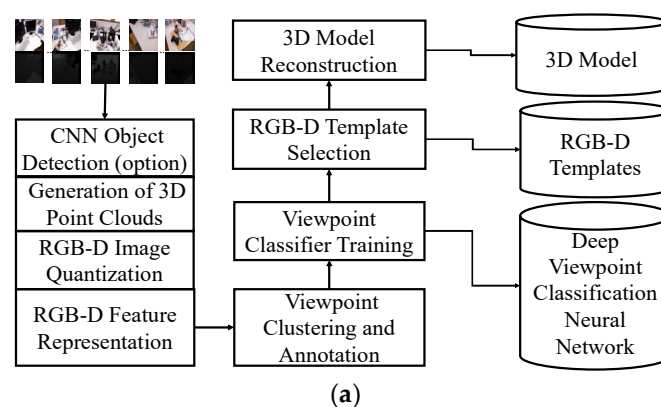 CNN Object
Detection (option)
Generation of 3D
Point Clouds
RGB-D Image
Quantization
RGB-D Feature
Representation
3D Model
Reconstruction
RGB-D Template
Selection
Viewpoint
Classifier Training
Viewpoint
Clustering and
Annotation
3D Model
RGB-D
Templates
Deep
Viewpoint
Classification
Neural
Network
(a)